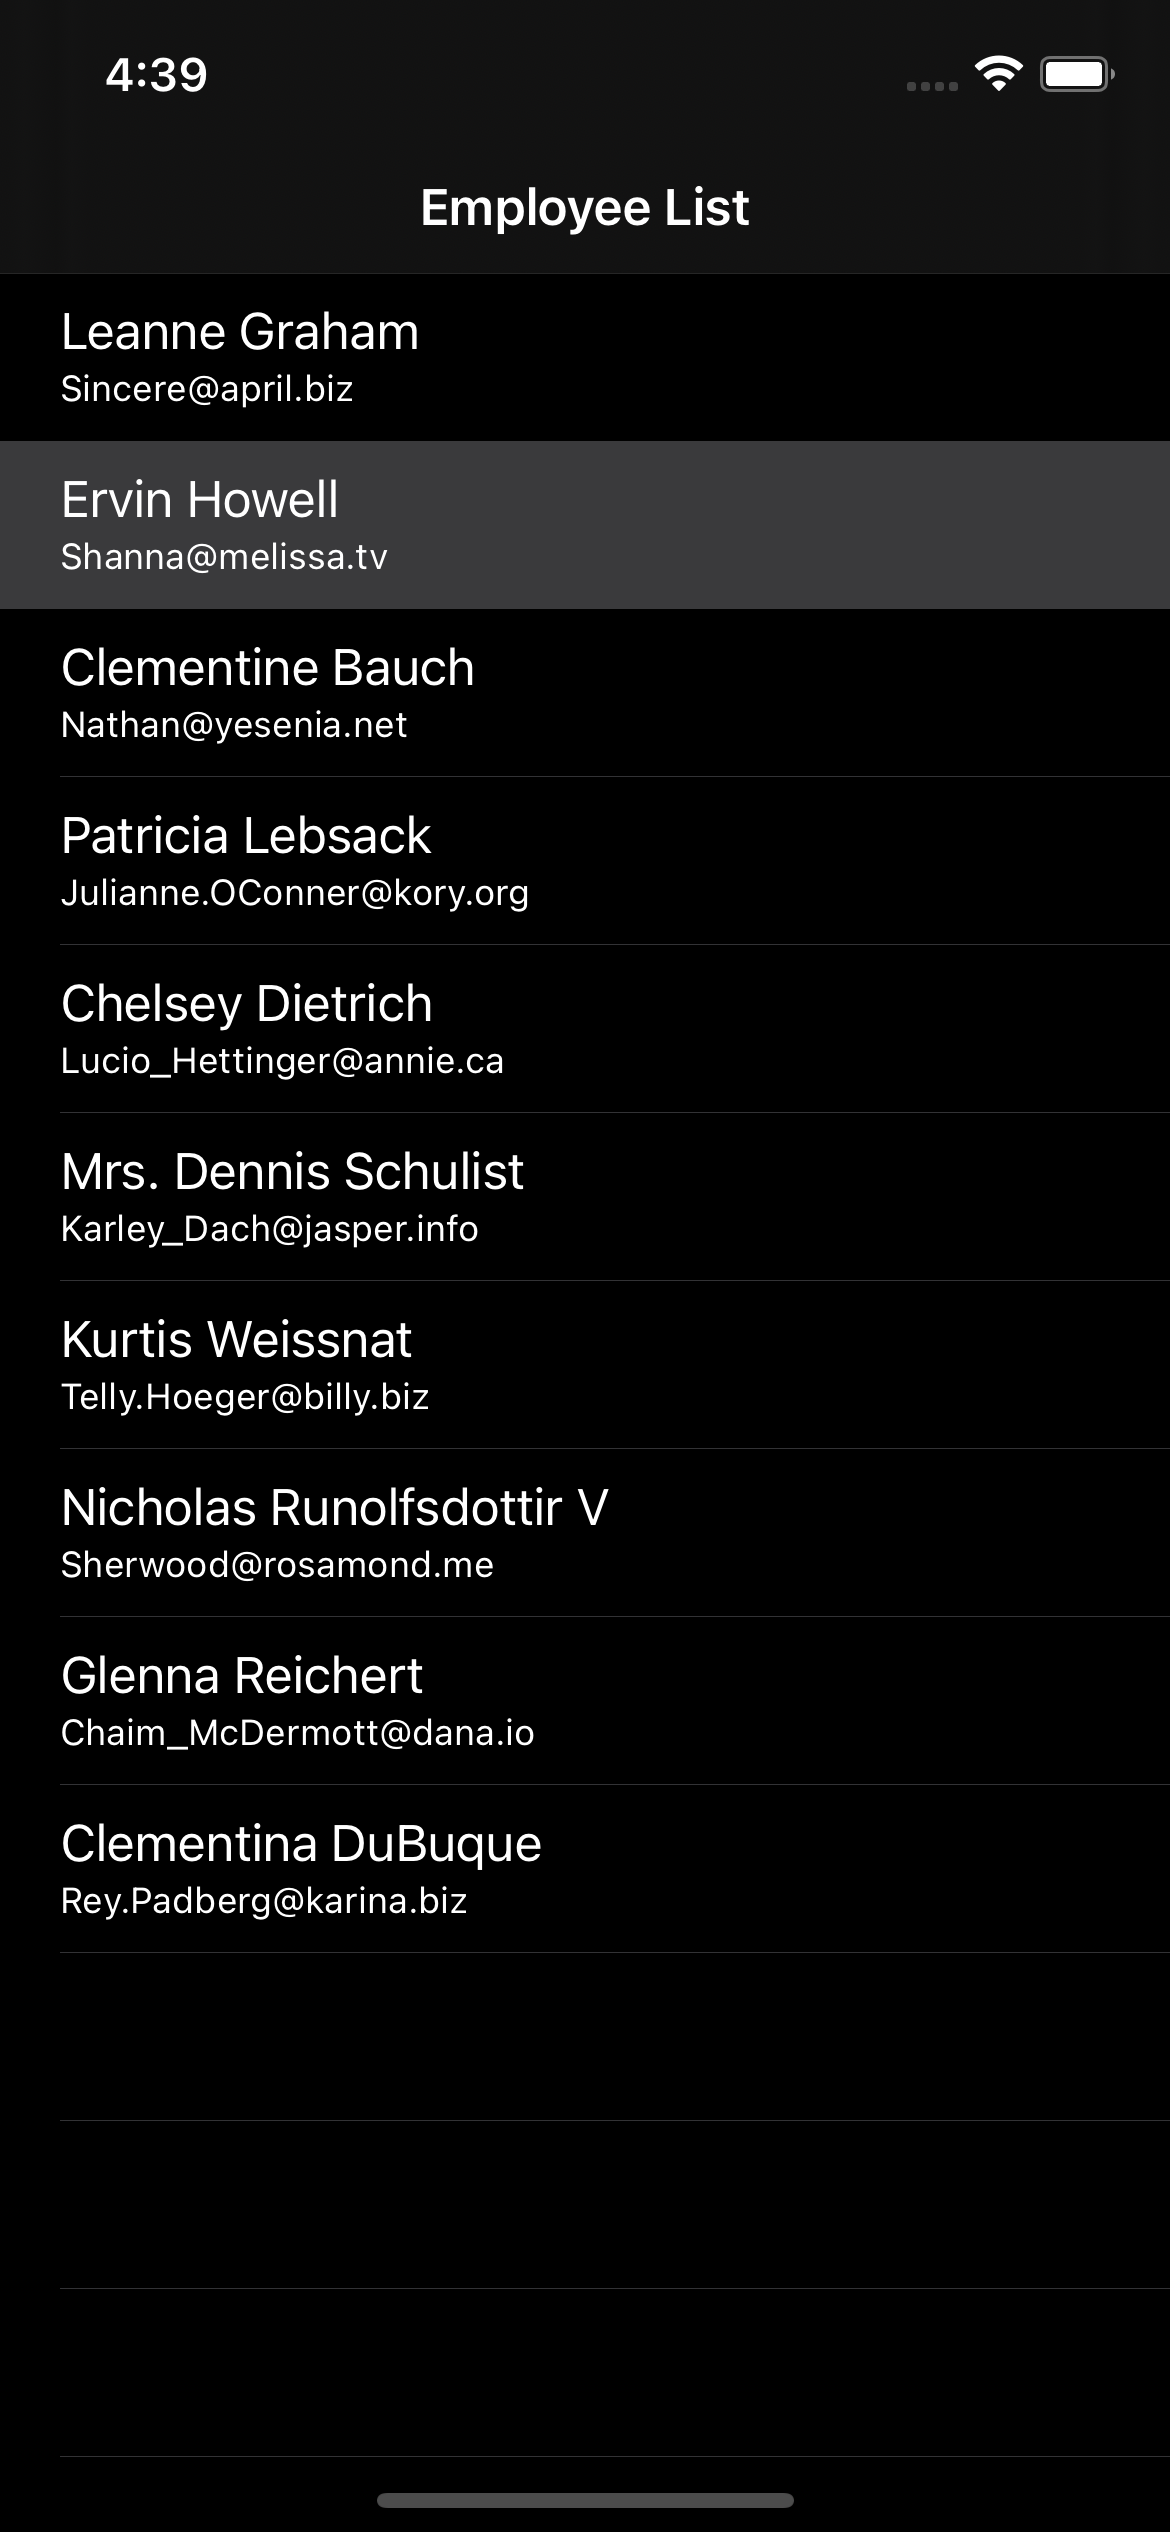 4:39
Employee List
Leanne Graham
Sincere@april.biz
Ervin Howell
Shanna@melissa.tv
Clementine Bauch
Nathan@yesenia.net
Patricia Lebsack
Julianne.OConner@kory.org
Chelsey Dietrich
Lucio_Hettinger@annie.ca
Mrs. Dennis Schulist
Karley_Dach@jasper.info
Kurtis Weissnat
Telly.Hoeger@billy.biz
Nicholas Runolfsdottir V
Sherwood@rosamond.me
Glenna Reichert
Chaim_McDermott@dana.io
Clementina DuBuque
Rey.Padberg@karina.biz